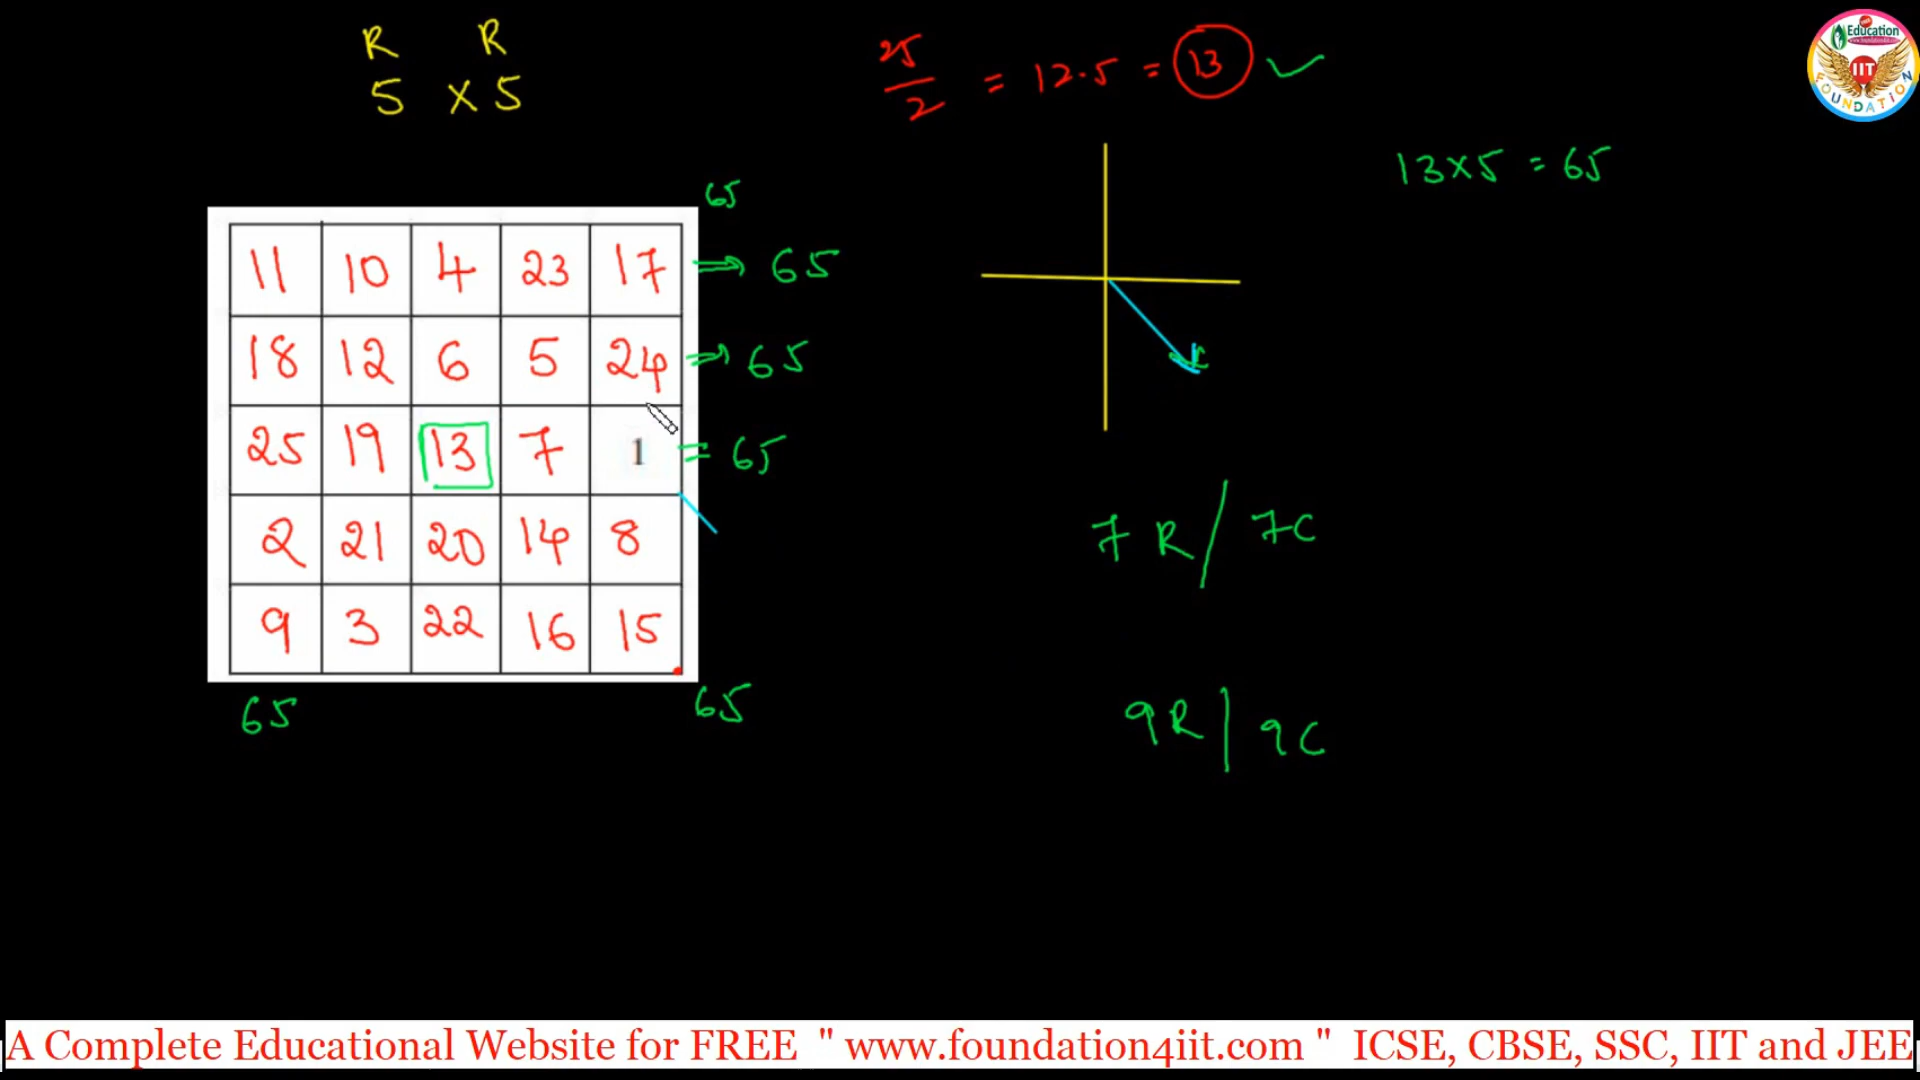 R R
5 X 5
25/2 = 12.5 = 13
Education
IIT
FOUNDATION
13x5 = 65
65
11 10 4 23 17 → 65
18 12 6 5 24 → 65
25 19 13 7 1 = 65
2 21 20 14 8
9 3 22 16 15
65 65
7R / 7C
9R | 9C
A Complete Educational Website for FREE " www.foundation4iit.com " ICSE, CBSE, SSC, IIT and JEE